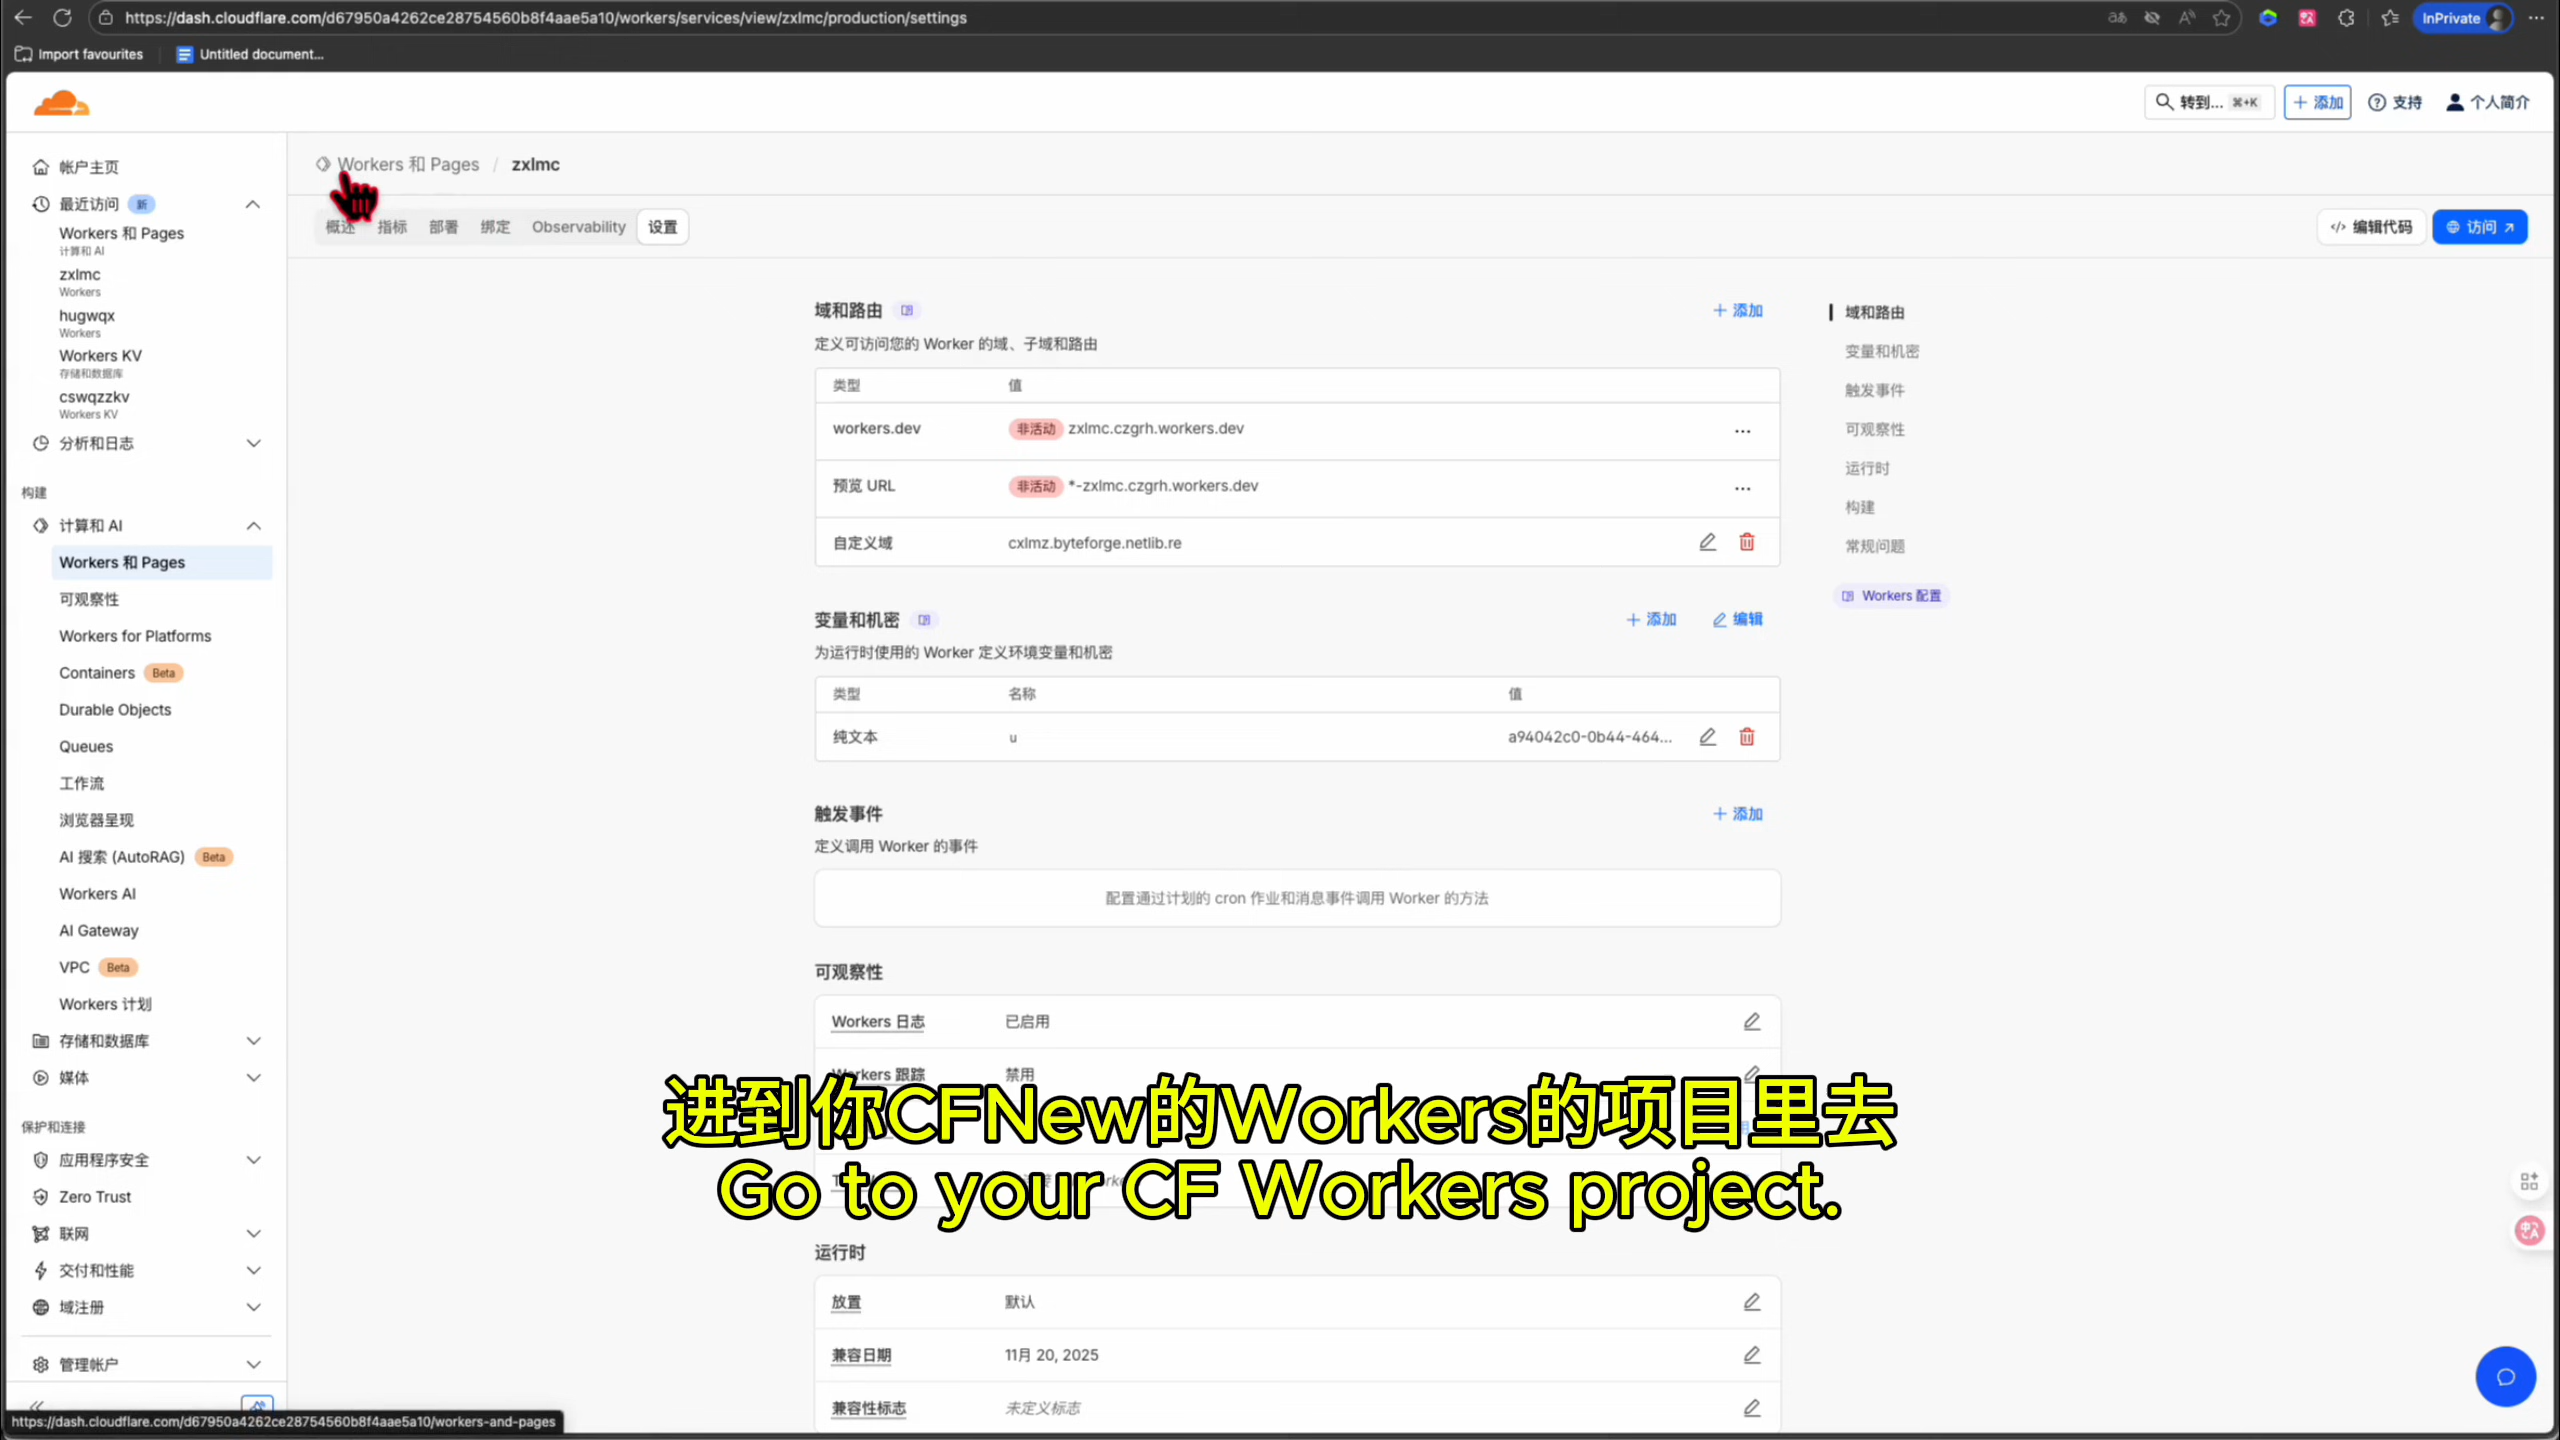 https://dash.cloudflare.com/d67950a4262ce28754560b8f4aae5a10/workers/services/view/zxlmc/production/settings
InPrivate
Import favourites
Untitled document...
转到... ⌘+K
+ 添加
支持
个人简介
帐户主页
最近访问 新
Workers 和 Pages
计算和 AI
zxlmc
Workers
hugwqx
Workers
Workers KV
存储和数据库
cswqzzkv
Workers KV
分析和日志
构建
计算和 AI
Workers 和 Pages
可观察性
Workers for Platforms
Containers Beta
Durable Objects
Queues
工作流
浏览器呈现
AI 搜索 (AutoRAG) Beta
Workers AI
AI Gateway
VPC Beta
Workers 计划
存储和数据库
媒体
保护和连接
应用程序安全
Zero Trust
联网
交付和性能
域注册
管理帐户
https://dash.cloudflare.com/d67950a4262ce28754560b8f4aae5a10/workers-and-pages
Workers 和 Pages / zxlmc
概述 指标 部署 绑定 Observability 设置
</> 编辑代码
访问
域和路由
+ 添加
定义可访问您的 Worker 的域、子域和路由
类型 值
workers.dev 非活动 zxlmc.czgrh.workers.dev ...
预览 URL 非活动 *-zxlmc.czgrh.workers.dev ...
自定义域 cxlmz.byteforge.netlib.re
变量和机密
+ 添加 编辑
为运行时使用的 Worker 定义环境变量和机密
类型 名称 值
纯文本 u a94042c0-0b44-464...
触发事件
+ 添加
定义调用 Worker 的事件
配置通过计划的 cron 作业和消息事件调用 Worker 的方法
可观察性
Workers 日志 已启用
Workers 跟踪 禁用
进到你CFNew的Workers的项目里去
Go to your CF Workers project.
运行时
放置 默认
兼容日期 11月 20, 2025
兼容性标志 未定义标志
域和路由
变量和机密
触发事件
可观察性
运行时
构建
常规问题
Workers 配置